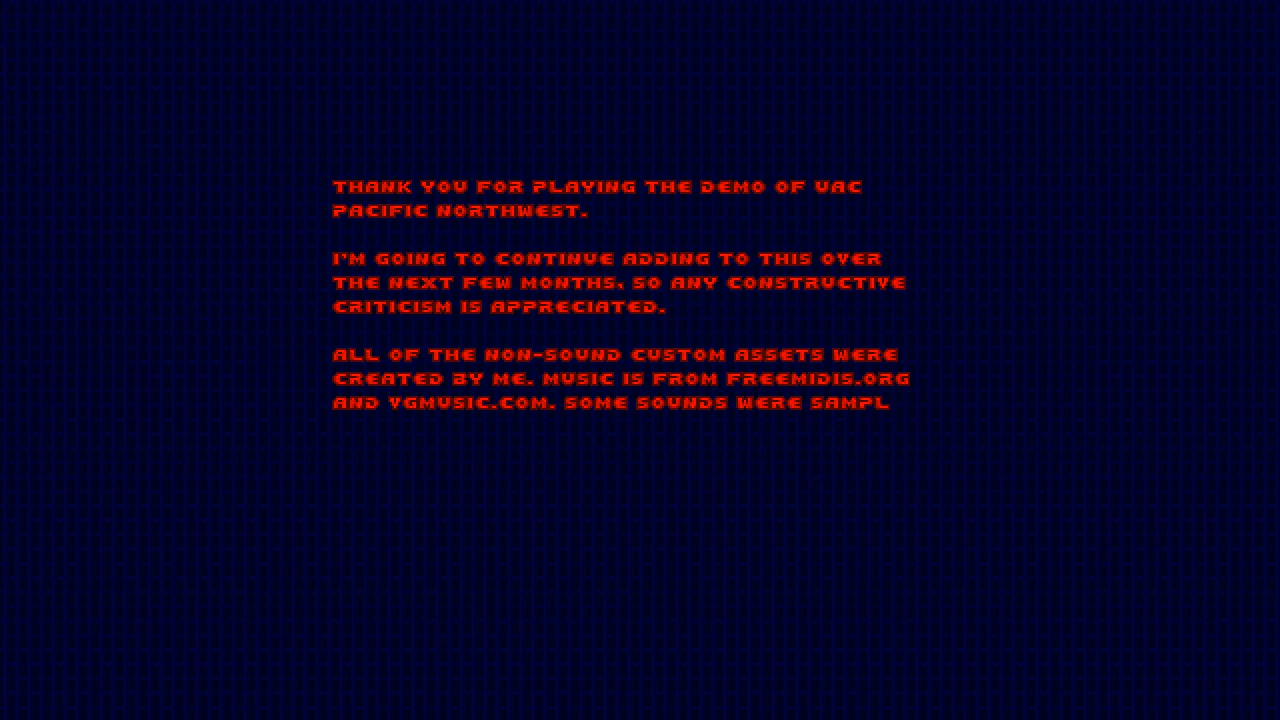 THANK YOU FOR PLAYING THE DEMO OF UAC
PACIFIC NORTHWEST.
I'M GOING TO CONTINUE ADDING TO THIS OVER
THE NEXT FEW MONTHS, SO ANY CONSTRUCTIVE
CRITICISM IS APPRECIATED.
ALL OF THE NON-SOUND CUSTOM ASSETS WERE
CREATED BY ME. MUSIC IS FROM FREEMIDIS.ORG
AND VGMUSIC.COM. SOME SOUNDS WERE SAMPL